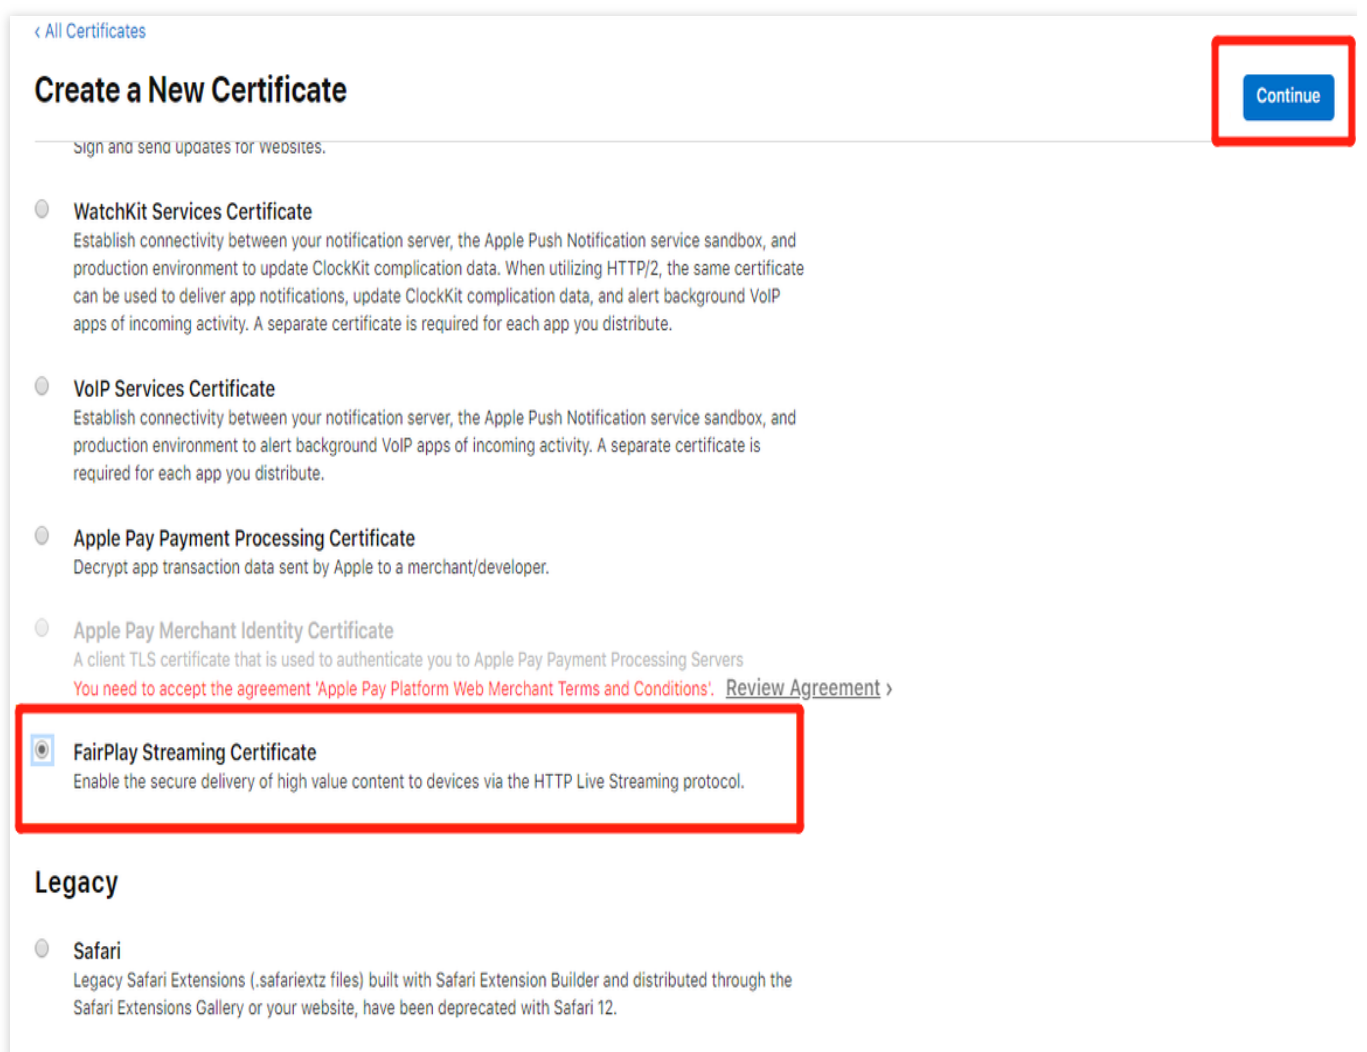 ‹ All Certificates
Create a New Certificate
Continue
Sign and send updates for Websites.
WatchKit Services Certificate
Establish connectivity between your notification server, the Apple Push Notification service sandbox, and
production environment to update ClockKit complication data. When utilizing HTTP/2, the same certificate
can be used to deliver app notifications, update ClockKit complication data, and alert background VoIP
apps of incoming activity. A separate certificate is required for each app you distribute.
VoIP Services Certificate
Establish connectivity between your notification server, the Apple Push Notification service sandbox, and
production environment to alert background VoIP apps of incoming activity. A separate certificate is
required for each app you distribute.
Apple Pay Payment Processing Certificate
Decrypt app transaction data sent by Apple to a merchant/developer.
Apple Pay Merchant Identity Certificate
A client TLS certificate that is used to authenticate you to Apple Pay Payment Processing Servers
You need to accept the agreement 'Apple Pay Platform Web Merchant Terms and Conditions'. Review Agreement ›
FairPlay Streaming Certificate
Enable the secure delivery of high value content to devices via the HTTP Live Streaming protocol.
Legacy
Safari
Legacy Safari Extensions (.safariextz files) built with Safari Extension Builder and distributed through the
Safari Extensions Gallery or your website, have been deprecated with Safari 12.